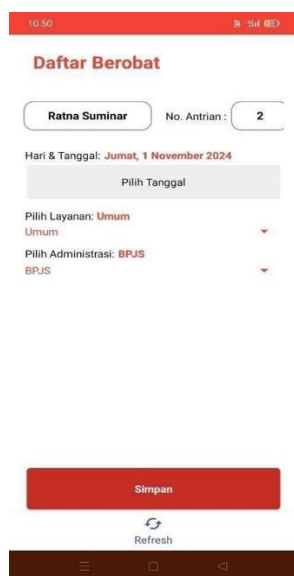 10.50
Daftar Berobat
Ratna Suminar No. Antrian : 2
Hari & Tanggal: Jumat, 1 November 2024
Pilih Tanggal
Pilih Layanan: Umum
Umum
Pilih Administrasi: BPJS
BPJS
Simpan
Refresh